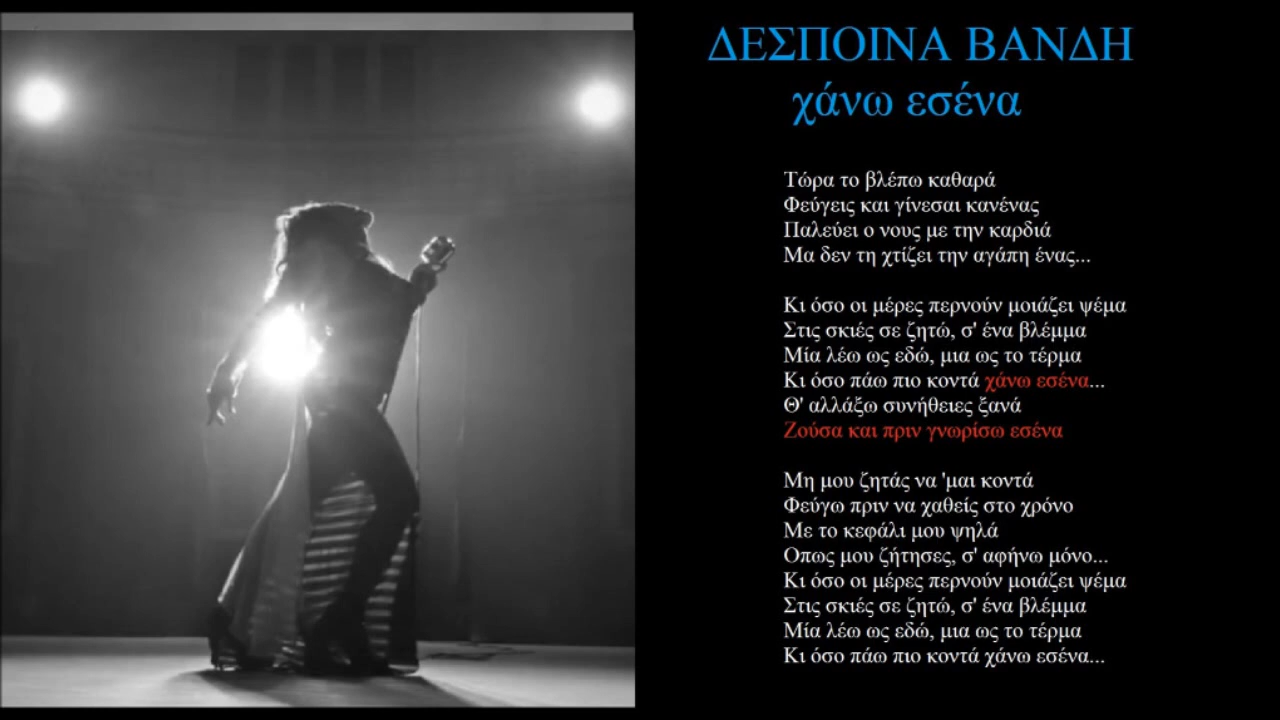 ΔΕΣΠΟΙΝΑ ΒΑΝΔΗ
χάνω εσένα
Τώρα το βλέπω καθαρά
Φεύγεις και γίνεσαι κανένας
Παλεύει ο νους με την καρδιά
Μα δεν τη χτίζει την αγάπη ένας...
Κι όσο οι μέρες περνούν μοιάζει ψέμα
Στις σκιές σε ζητώ, σ' ένα βλέμμα
Μία λέω ως εδώ, μια ως το τέρμα
Κι όσο πάω πιο κοντά χάνω εσένα...
Θ' αλλάξω συνήθειες ξανά
Ζούσα και πριν γνωρίσω εσένα
Μη μου ζητάς να 'μαι κοντά
Φεύγω πριν να χαθείς στο χρόνο
Με το κεφάλι μου ψηλά
Οπως μου ζήτησες, σ' αφήνω μόνο...
Κι όσο οι μέρες περνούν μοιάζει ψέμα
Στις σκιές σε ζητώ, σ' ένα βλέμμα
Μία λέω ως εδώ, μια ως το τέρμα
Κι όσο πάω πιο κοντά χάνω εσένα...